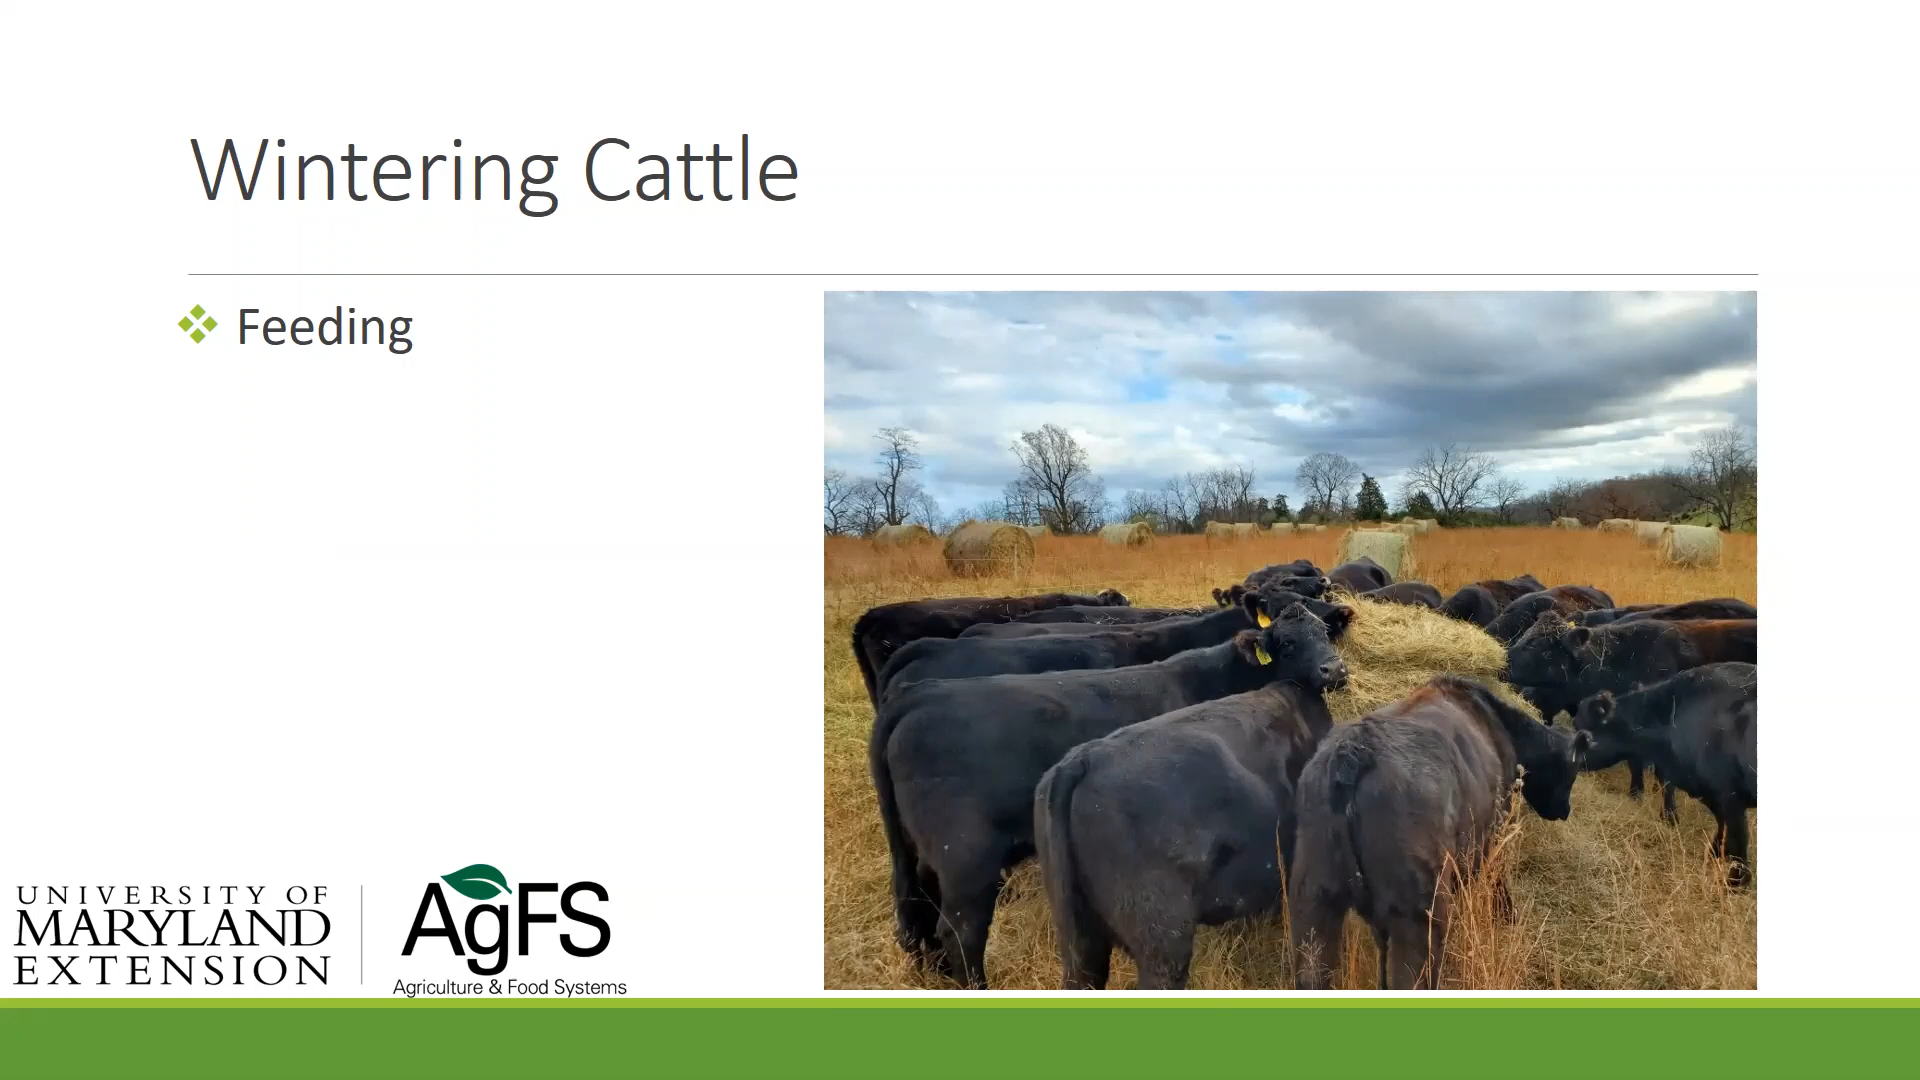 Wintering Cattle
Feeding
UNIVERSITY OF
MARYLAND
EXTENSION
AgFS
Agriculture & Food Systems